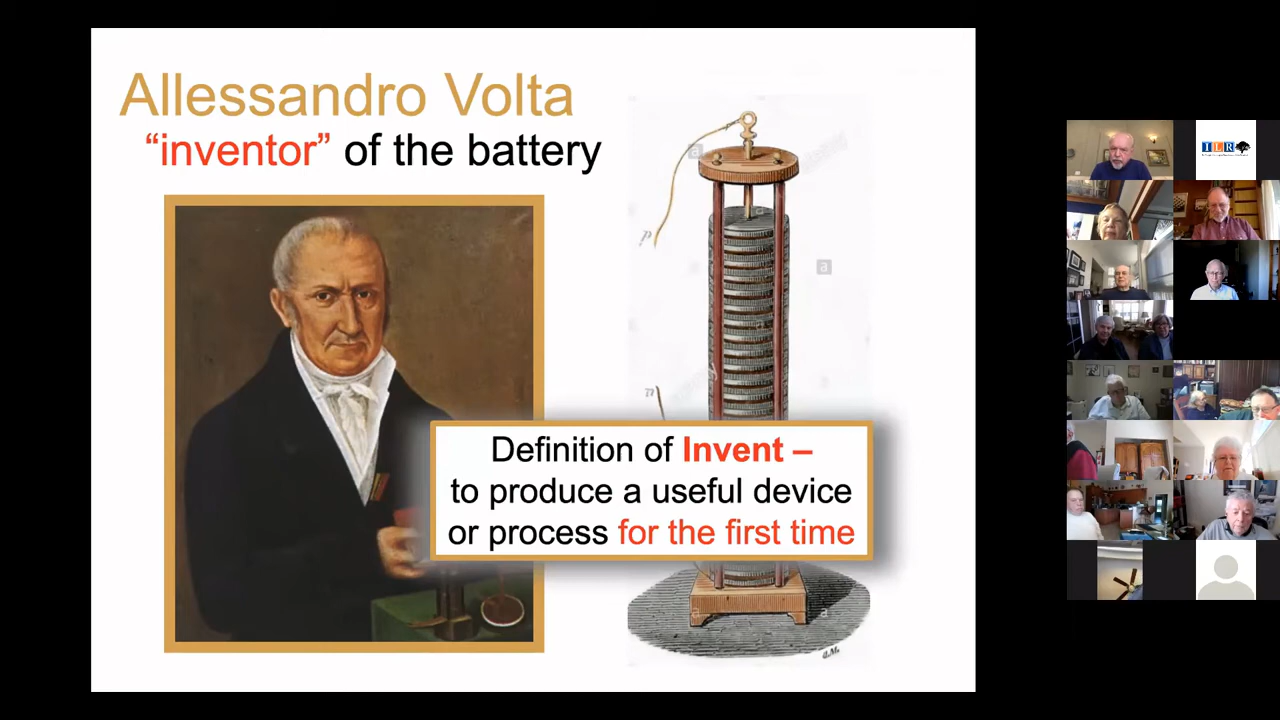 Allessandro Volta
“inventor” of the battery
p
a
a
n
Definition of Invent –
to produce a useful device
or process for the first time
a
a
G.M.
ILR